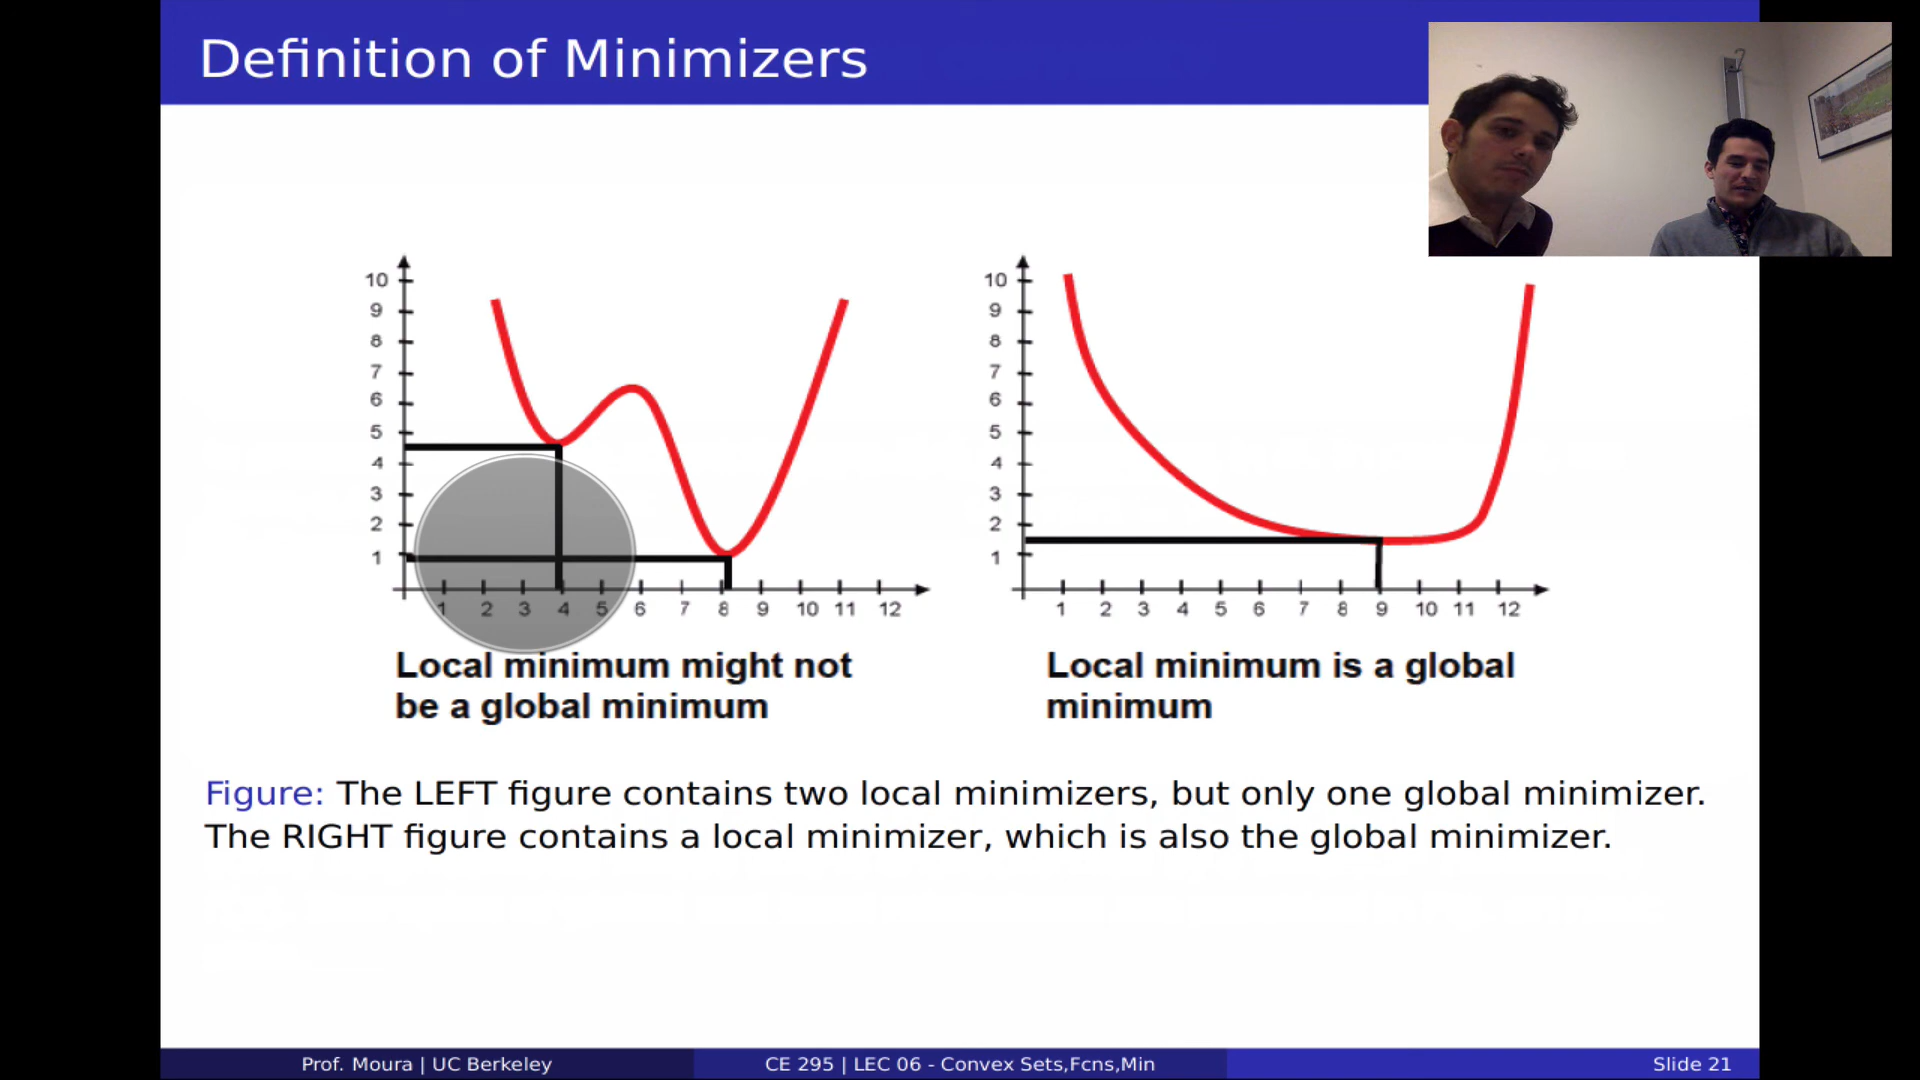 Definition of Minimizers
10
9
8
7
6
5
4
3
2
1
1 2 3 4 5 6 7 8 9 10 11 12
Local minimum might not
be a global minimum
10
9
8
7
6
5
4
3
2
1
1 2 3 4 5 6 7 8 9 10 11 12
Local minimum is a global
minimum
Figure: The LEFT figure contains two local minimizers, but only one global minimizer.
The RIGHT figure contains a local minimizer, which is also the global minimizer.
Prof. Moura | UC Berkeley
CE 295 | LEC 06 - Convex Sets,Fcns,Min
Slide 21